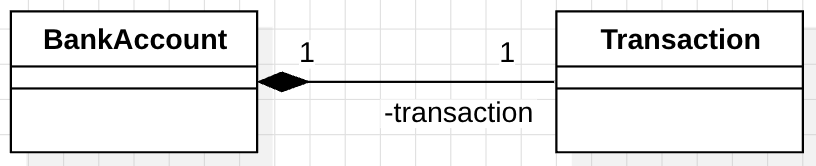 BankAccount
1
1
Transaction
-transaction